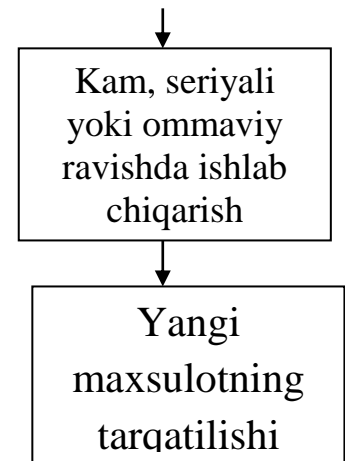 Kam, seriyali
yoki ommaviy
ravishda ishlab
chiqarish
Yangi
maxsulotning
tarqatilishi